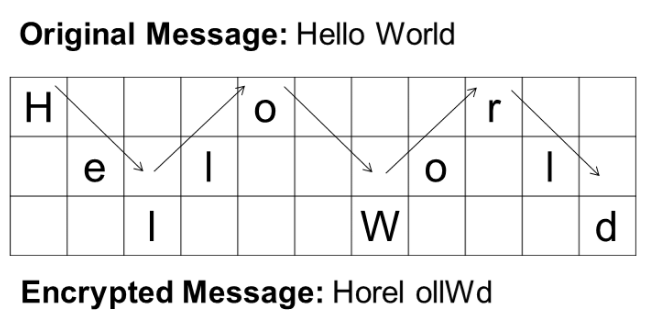 Original Message: Hello World
H o r
e l o l
l W d
Encrypted Message: Horel ollWd